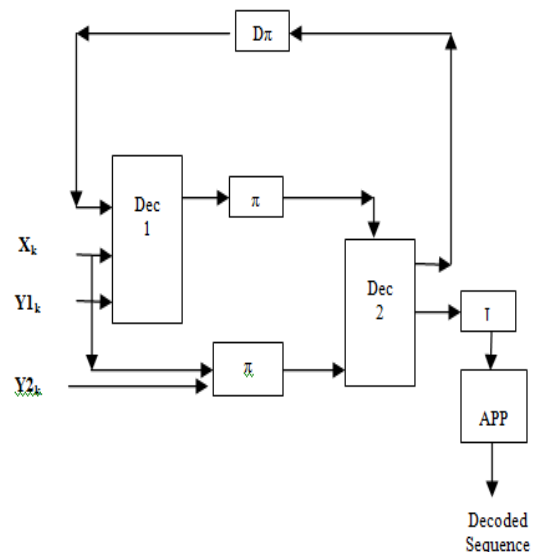 Dπ
Dec
1
π
Xₖ
Y1ₖ
Dec
2
π
Y2ₖ
T
APP
Decoded
Sequence